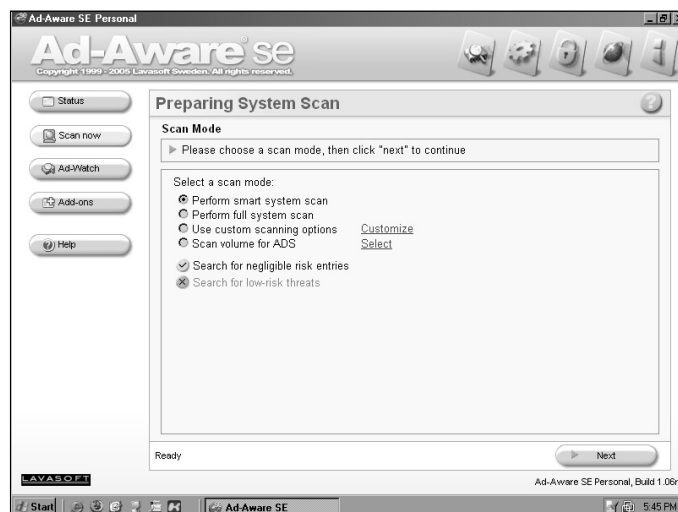 Ad-Aware SE Personal
Ad-Aware SE
Copyright 1999-2005 Lavasoft Sweden. All rights reserved.
Status
Scan now
Ad-Watch
Add-ons
Help
Preparing System Scan
Scan Mode
Please choose a scan mode, then click "next" to continue
Select a scan mode:
Perform smart system scan
Perform full system scan
Use custom scanning options Customize
Scan volume for ADS Select
Search for negligible risk entries
Search for low-risk threats
Ready
Next
LAVASOFT
Ad-Aware SE Personal, Build 1.06r
Start
Ad-Aware SE
5:45 PM